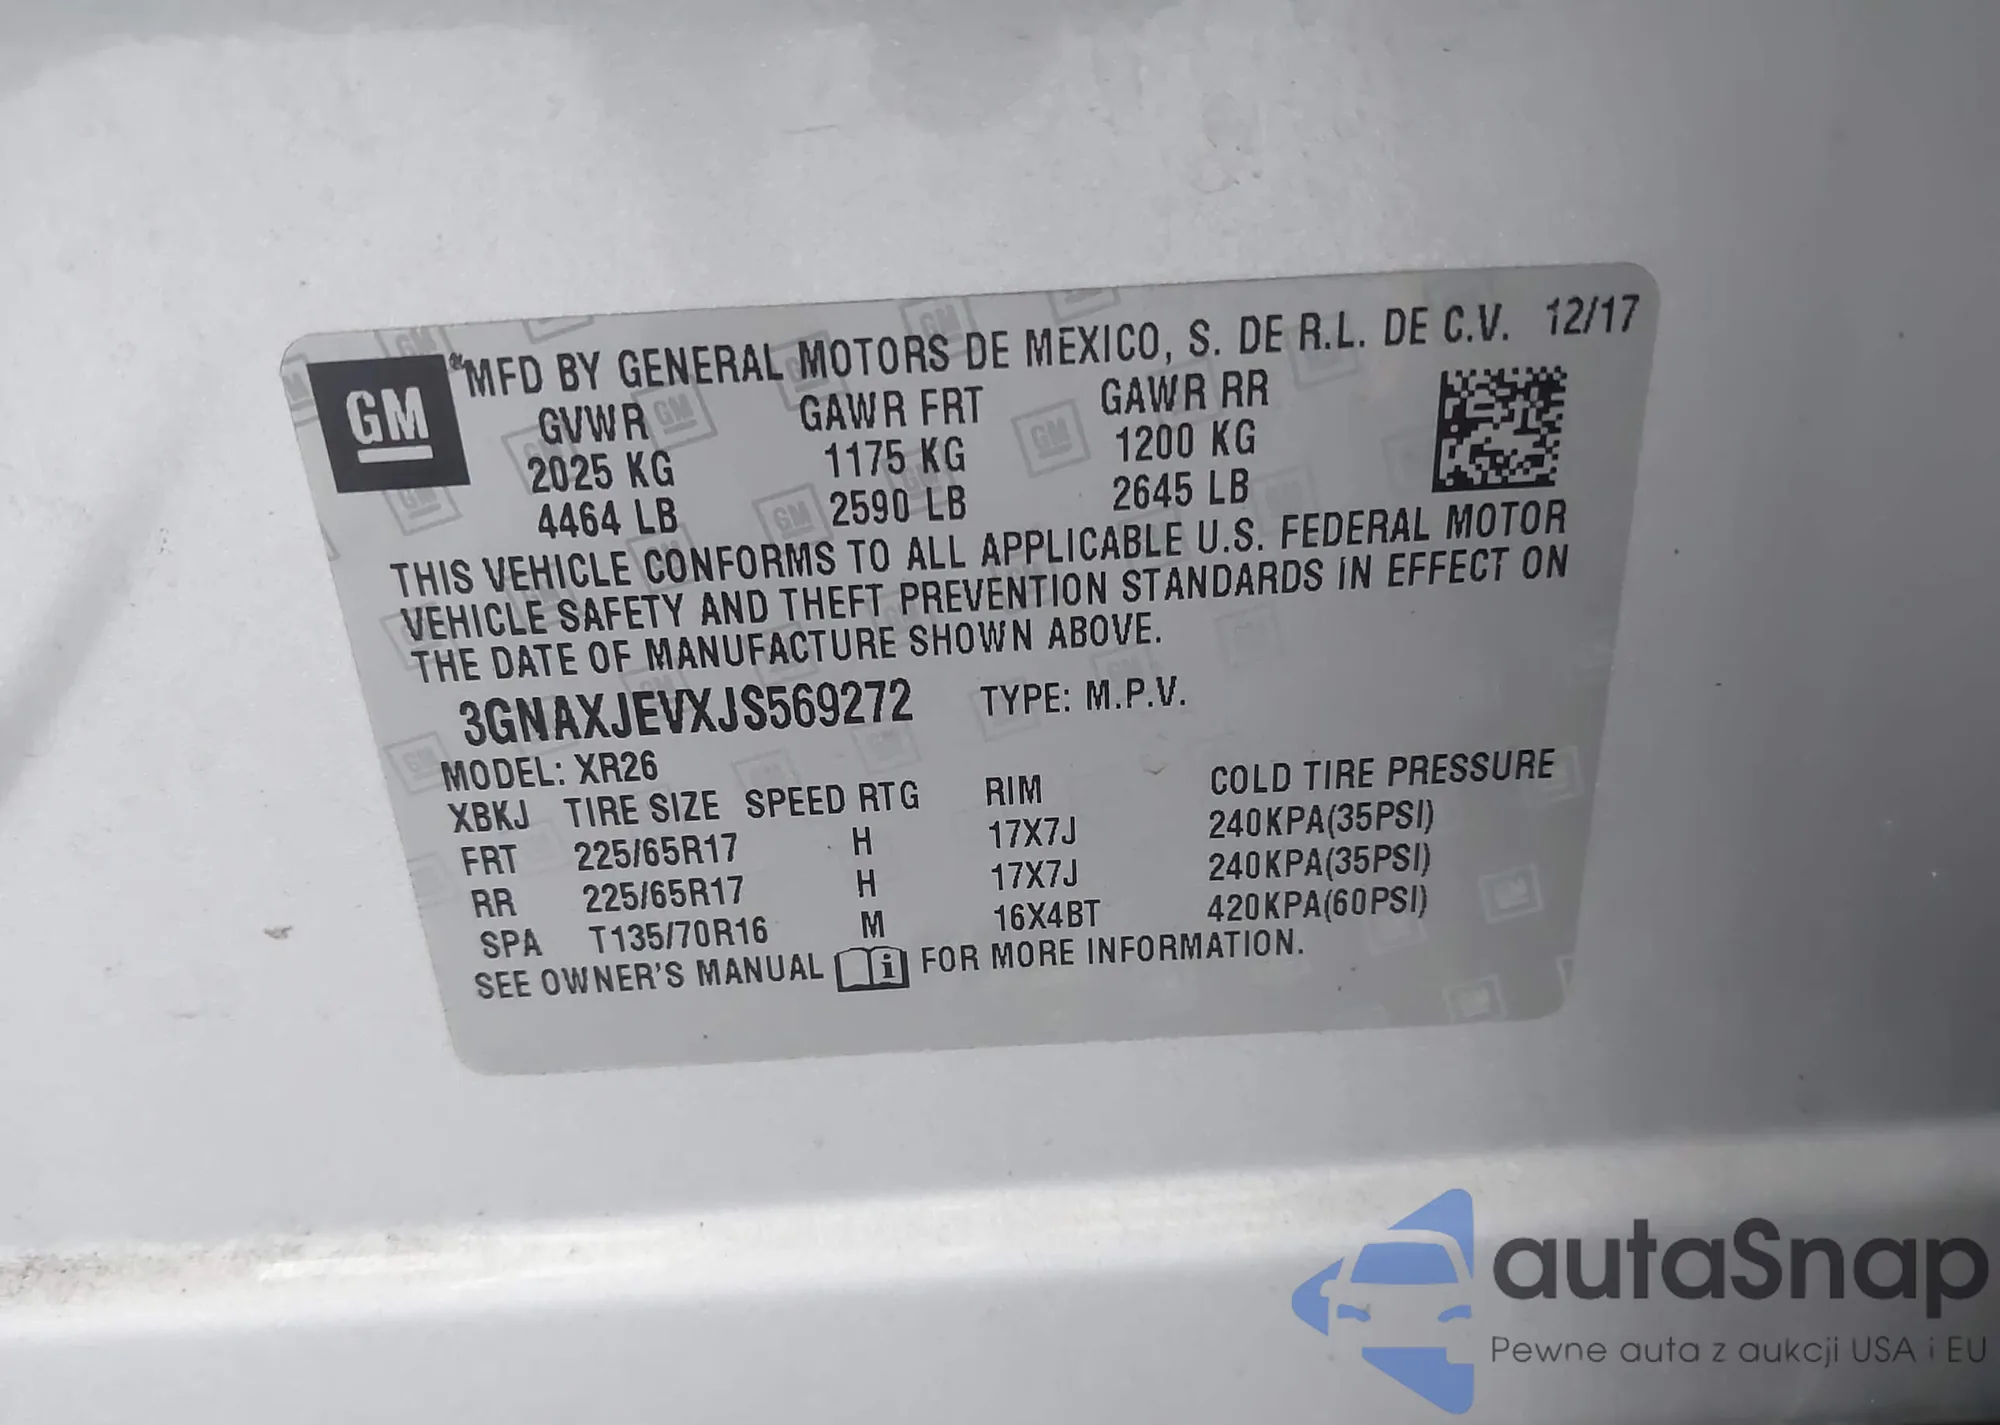 GM
MFD BY GENERAL MOTORS DE MEXICO, S. DE R.L. DE C.V. 12/17
GVWR GAWR FRT GAWR RR
2025 KG 1175 KG 1200 KG
4464 LB 2590 LB 2645 LB
THIS VEHICLE CONFORMS TO ALL APPLICABLE U.S. FEDERAL MOTOR
VEHICLE SAFETY AND THEFT PREVENTION STANDARDS IN EFFECT ON
THE DATE OF MANUFACTURE SHOWN ABOVE.
3GNAXJEVXJS569272 TYPE: M.P.V.
MODEL: XR26
XBKJ TIRE SIZE SPEED RTG RIM COLD TIRE PRESSURE
FRT 225/65R17 H 17X7J 240KPA(35PSI)
RR 225/65R17 H 17X7J 240KPA(35PSI)
SPA T135/70R16 M 16X4BT 420KPA(60PSI)
SEE OWNER'S MANUAL i FOR MORE INFORMATION.
autaSnap
Pewne auta z aukcji USA i EU